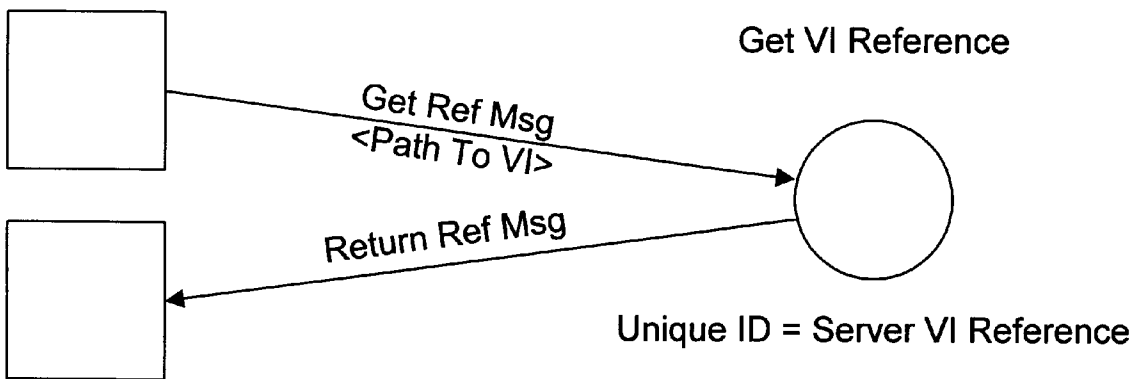 Get VI Reference
Get Ref Msg
<Path To VI>
Return Ref Msg
Unique ID = Server VI Reference